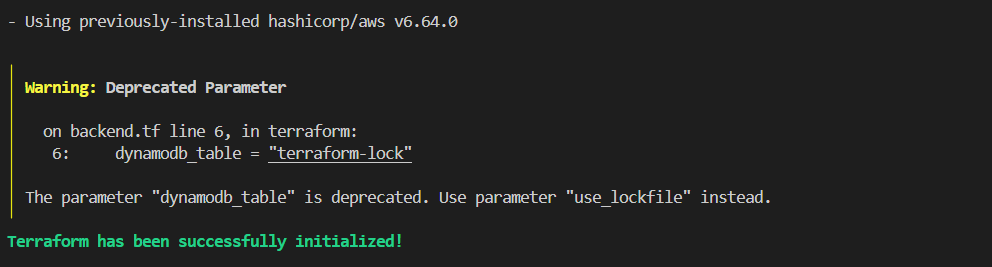 - Using previously-installed hashicorp/aws v6.64.0
Warning: Deprecated Parameter
on backend.tf line 6, in terraform:
6: dynamodb_table = "terraform-lock"
The parameter "dynamodb_table" is deprecated. Use parameter "use_lockfile" instead.
Terraform has been successfully initialized!